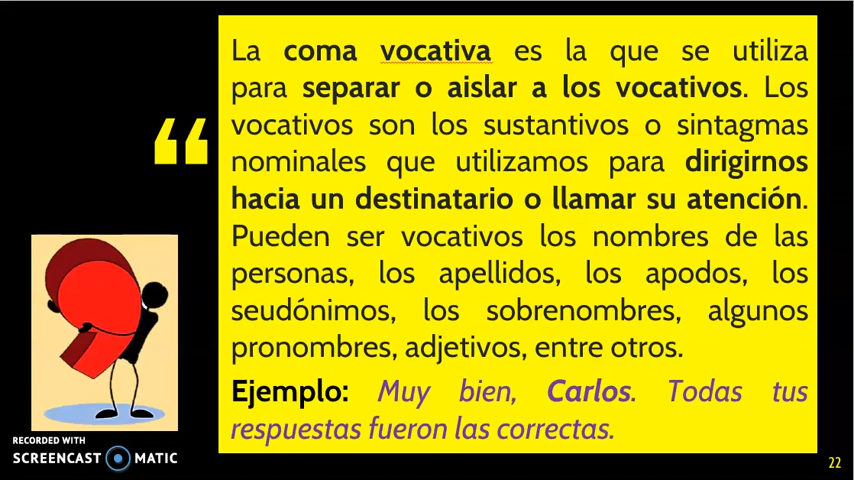 “
La coma vocativa es la que se utiliza
para separar o aislar a los vocativos. Los
vocativos son los sustantivos o sintagmas
nominales que utilizamos para dirigirnos
hacia un destinatario o llamar su atención.
Pueden ser vocativos los nombres de las
personas, los apellidos, los apodos, los
seudónimos, los sobrenombres, algunos
pronombres, adjetivos, entre otros.
Ejemplo: Muy bien, Carlos. Todas tus
respuestas fueron las correctas.
RECORDED WITH
SCREENCAST MATIC
22